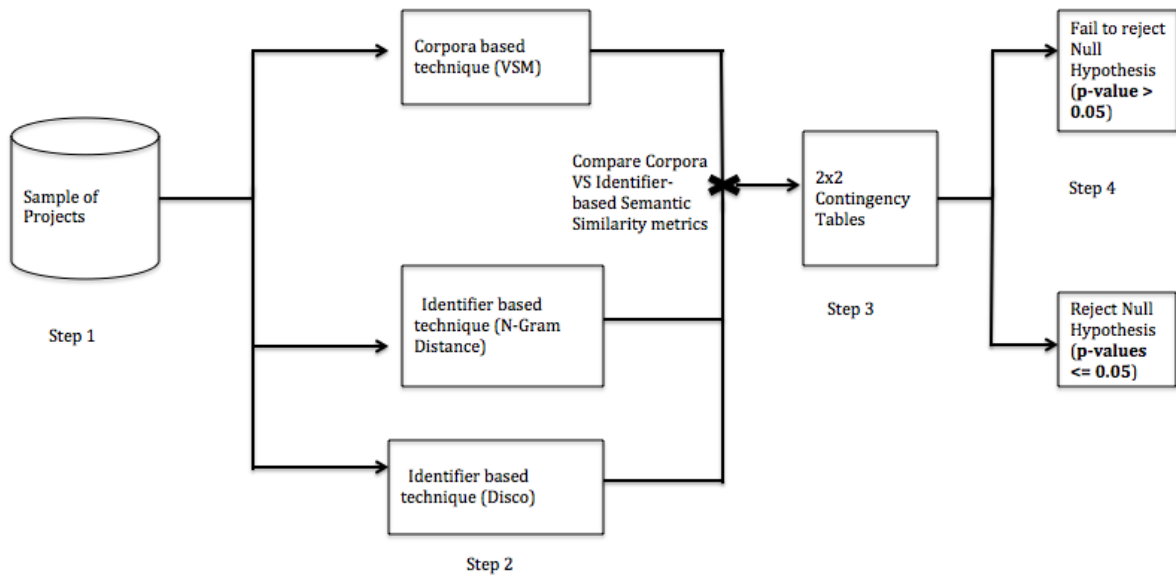 Sample of
Projects
Step 1
Corpora based
technique (VSM)
Identifier based
technique (N-Gram
Distance)
Identifier based
technique (Disco)
Step 2
Compare Corpora
VS Identifier-
based Semantic
Similarity metrics
2x2
Contingency
Tables
Step 3
Fail to reject
Null
Hypothesis
(p-value >
0.05)
Step 4
Reject Null
Hypothesis
(p-values
<= 0.05)